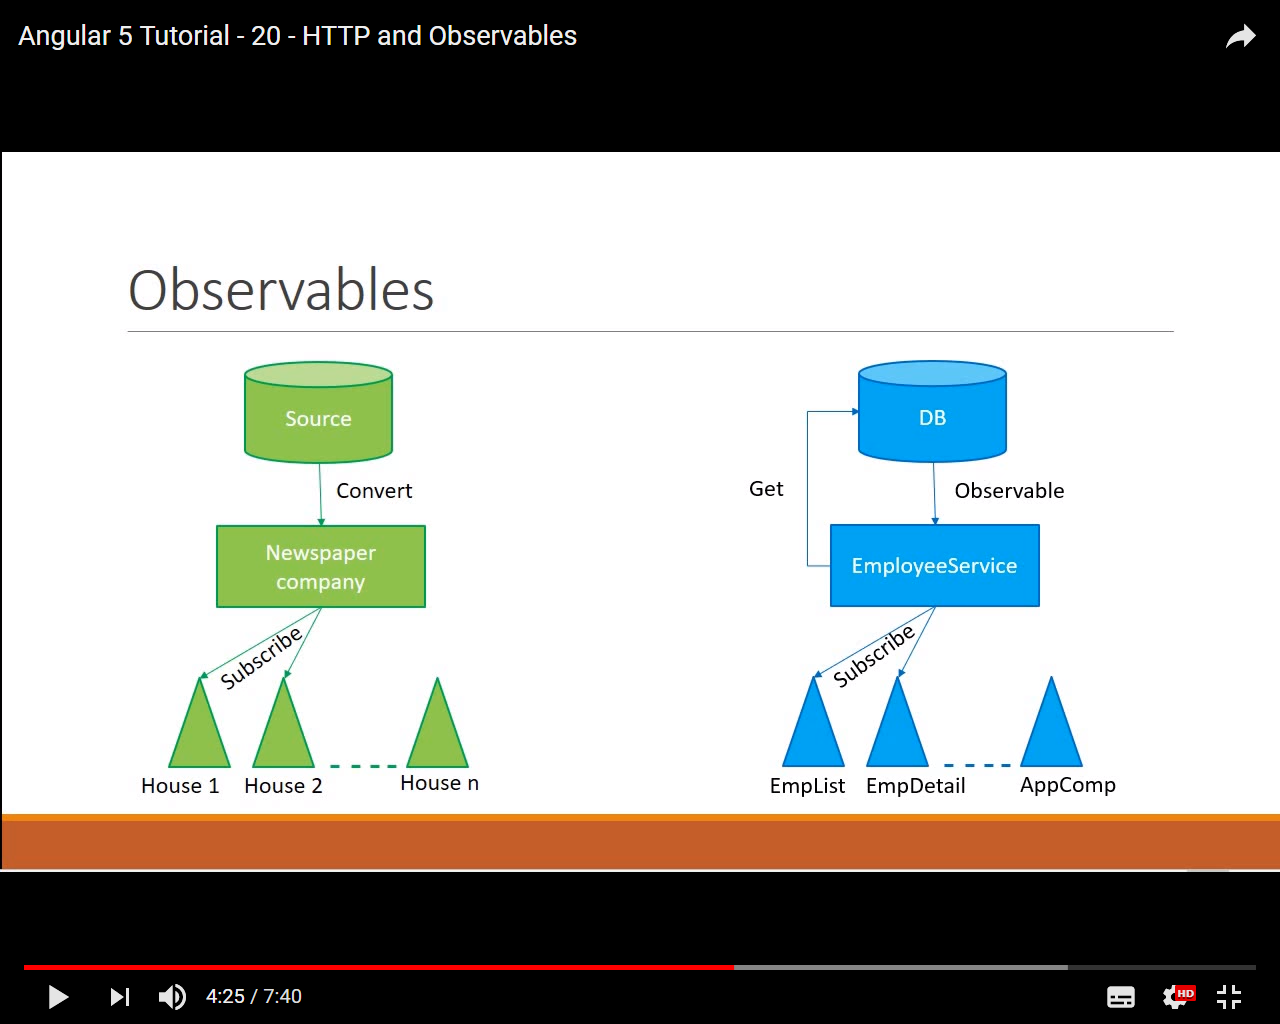 Angular 5 Tutorial - 20 - HTTP and Observables
Observables
Source
Convert
Newspaper
company
Subscribe
House 1
House 2
House n
DB
Get
Observable
EmployeeService
Subscribe
EmpList
EmpDetail
AppComp
4:25 / 7:40
HD